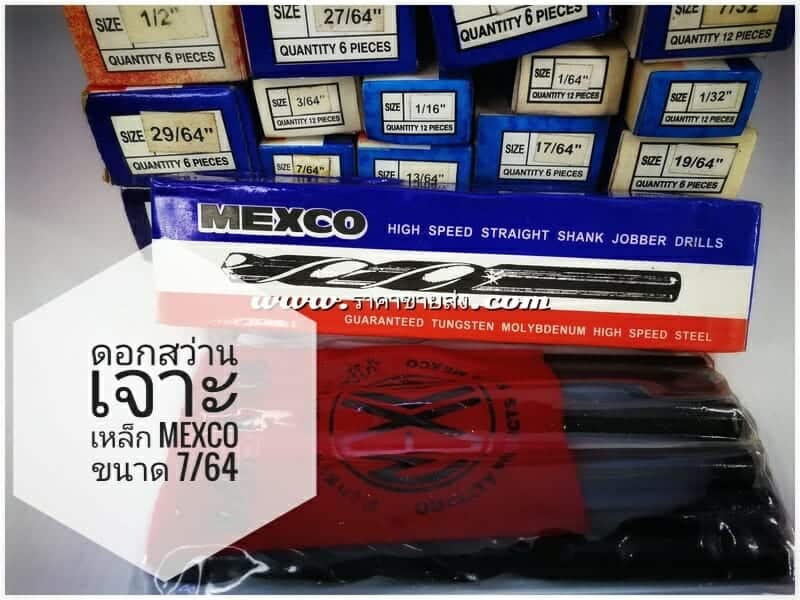 SIZE 1/2"
QUANTITY 6 PIECES
SIZE 27/64"
QUANTITY 6 PIECES
QUANTITY 12 PIECES
7/32
QUANTITY 12 PIECES
SIZE 3/64"
QUANTITY 12 PIECES
SIZE 1/16"
QUANTITY 12 PIECES
SIZE 1/64"
QUANTITY 12 PIECES
SIZE 1/32"
QUANTITY 12 PIECES
SIZE 29/64"
QUANTITY 6 PIECES
SIZE 7/64"
SIZE 13/64"
SIZE 17/64"
QUANTITY 6 PIECES
SIZE 19/64"
QUANTITY 6 PIECES
MEXCO HIGH SPEED STRAIGHT SHANK JOBBER DRILLS
www.ราคาขายส่ง.com
GUARANTEED TUNGSTEN MOLYBDENUM HIGH SPEED STEEL
ดอกสว่าน
เจาะ
เหล็ก MEXCO
ขนาด 7/64